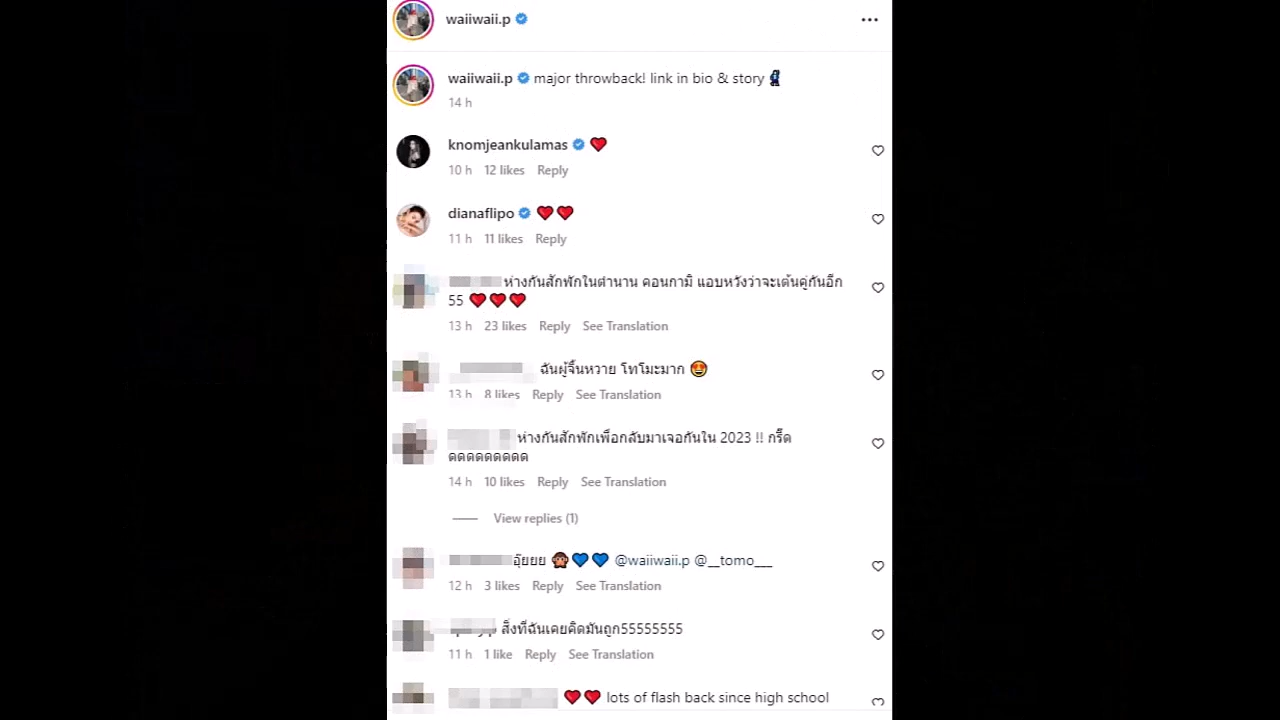 waiiwaii.p
waiiwaii.p major throwback! link in bio & story
14 h
knomjeankulamas
10 h 12 likes Reply
dianaflipo
11 h 11 likes Reply
ห่างกันสักพักในตำนาน คอนกามิ แอบหวังว่าจะเต้นคู่กันอีก
55
13 h 23 likes Reply See Translation
ฉันผู้จิ้นหวาย โทโมะมาก
13 h 8 likes Reply See Translation
ห่างกันสักพักเพื่อกลับมาเจอกันใน 2023 !! กรี๊ด
ดดดดดดดดด
14 h 10 likes Reply See Translation
View replies (1)
อุ๊ยยย @waiiwaii.p @__tomo___
12 h 3 likes Reply See Translation
สิ่งที่ฉันเคยคิดมันถูก55555555
11 h 1 like Reply See Translation
lots of flash back since high school